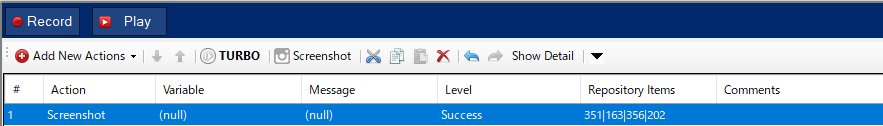 Record Play
Add New Actions TURBO Screenshot Show Detail
# Action Variable Message Level Repository Items Comments
1 Screenshot (null) (null) Success 351|163|356|202